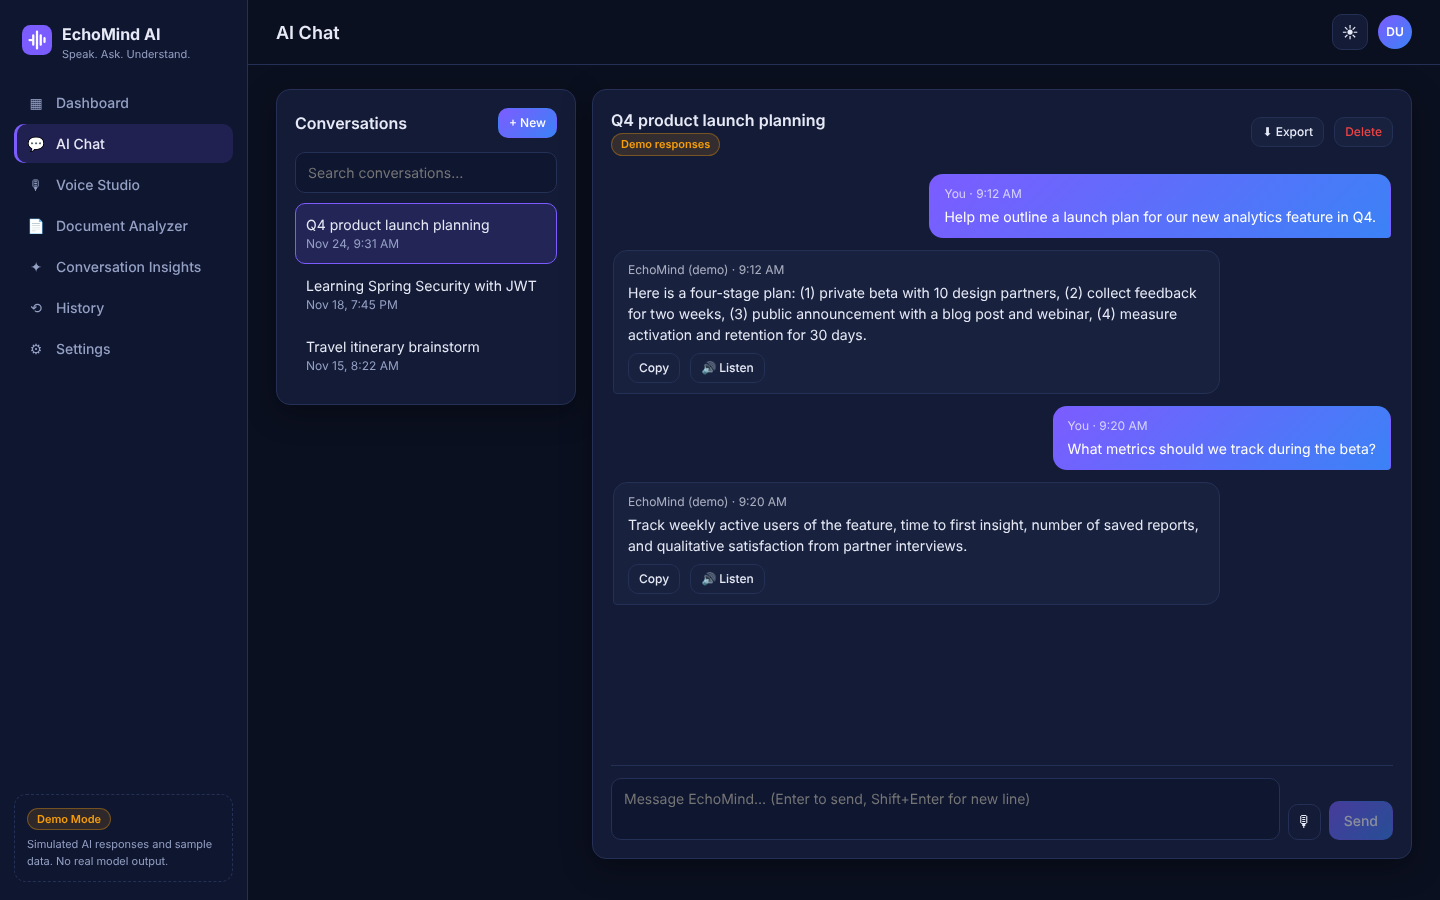 EchoMind AI
Speak. Ask. Understand.
Dashboard
AI Chat
Voice Studio
Document Analyzer
Conversation Insights
History
Settings
Demo Mode
Simulated AI responses and sample
data. No real model output.
AI Chat
DU
Conversations
+ New
Search conversations...
Q4 product launch planning
Nov 24, 9:31 AM
Learning Spring Security with JWT
Nov 18, 7:45 PM
Travel itinerary brainstorm
Nov 15, 8:22 AM
Q4 product launch planning
Demo responses
Export
Delete
You · 9:12 AM
Help me outline a launch plan for our new analytics feature in Q4.
EchoMind (demo) · 9:12 AM
Here is a four-stage plan: (1) private beta with 10 design partners, (2) collect feedback
for two weeks, (3) public announcement with a blog post and webinar, (4) measure
activation and retention for 30 days.
Copy
Listen
You · 9:20 AM
What metrics should we track during the beta?
EchoMind (demo) · 9:20 AM
Track weekly active users of the feature, time to first insight, number of saved reports,
and qualitative satisfaction from partner interviews.
Copy
Listen
Message EchoMind... (Enter to send, Shift+Enter for new line)
Send